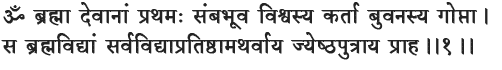 ॐ ब्रह्मा देवानां प्रथमः संबभूव विश्वस्य कर्ता बुवनस्य गोप्ता।
स ब्रह्मविद्यां सर्वविद्याप्रतिष्ठामथर्वाय ज्येष्ठपुत्राय प्राह।।१।।